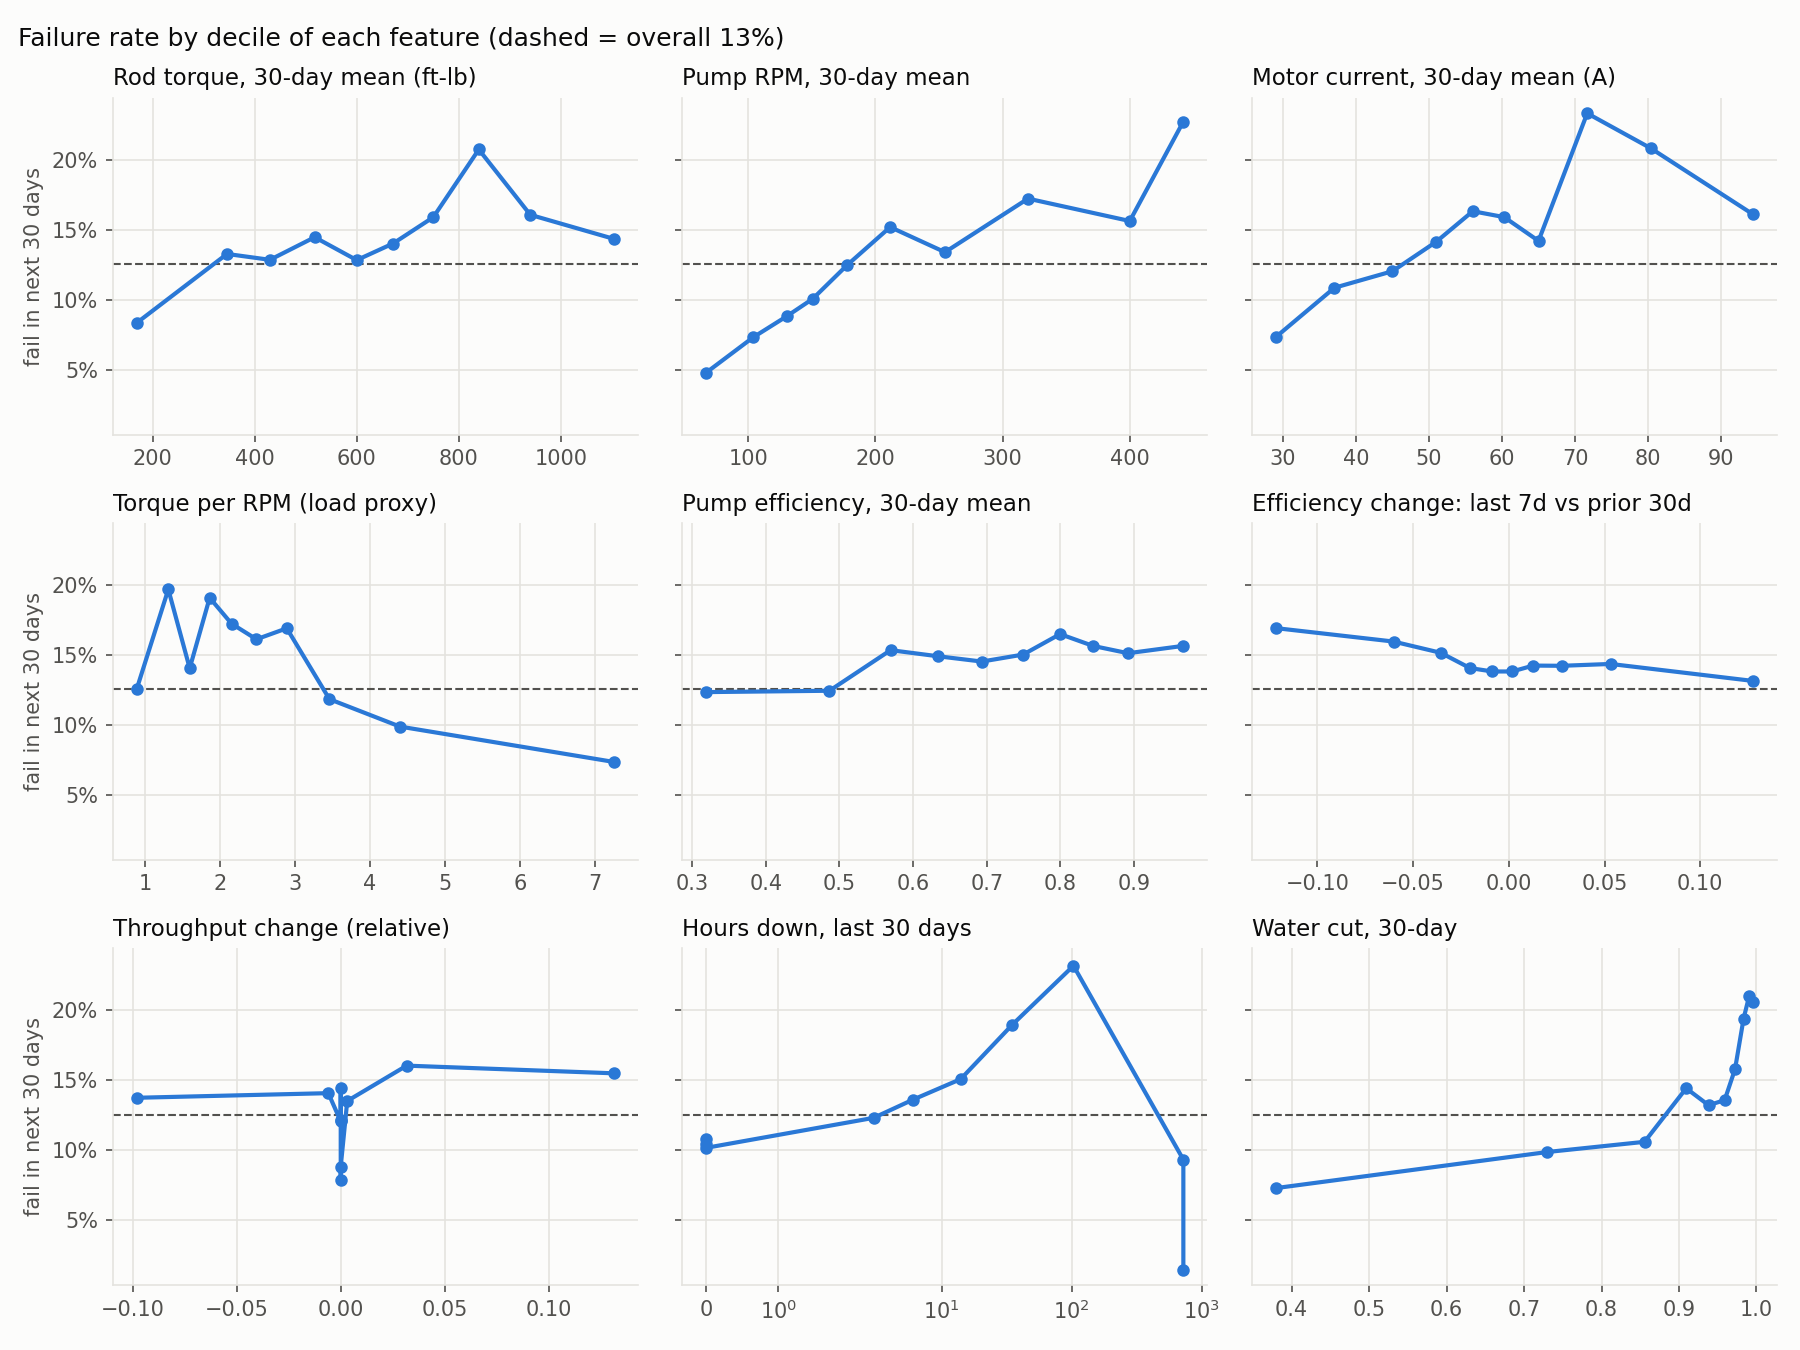 Failure rate by decile of each feature (dashed = overall 13%)
Rod torque, 30-day mean (ft-lb)
Pump RPM, 30-day mean
Motor current, 30-day mean (A)
fail in next 30 days
20%
15%
10%
5%
200 400 600 800 1000
100 200 300 400
30 40 50 60 70 80 90
Torque per RPM (load proxy)
Pump efficiency, 30-day mean
Efficiency change: last 7d vs prior 30d
fail in next 30 days
20%
15%
10%
5%
1 2 3 4 5 6 7
0.3 0.4 0.5 0.6 0.7 0.8 0.9
−0.10 −0.05 0.00 0.05 0.10
Throughput change (relative)
Hours down, last 30 days
Water cut, 30-day
fail in next 30 days
20%
15%
10%
5%
−0.10 −0.05 0.00 0.05 0.10
0 10⁰ 10¹ 10² 10³
0.4 0.5 0.6 0.7 0.8 0.9 1.0